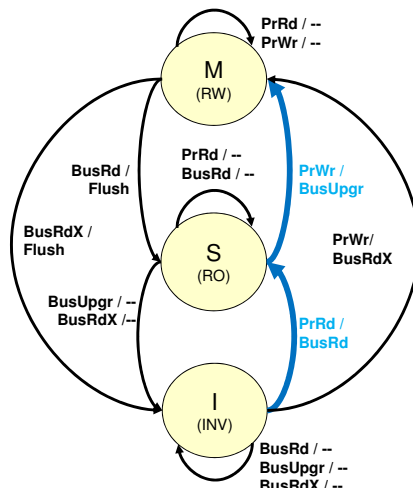 PrRd / --
PrWr / --
M
(RW)
BusRd /
Flush
PrRd / --
BusRd / --
PrWr /
BusUpgr
BusRdX /
Flush
PrWr/
BusRdX
S
(RO)
BusUpgr / --
BusRdX /--
PrRd /
BusRd
I
(INV)
BusRd / --
BusUpgr / --
BusRdX / --